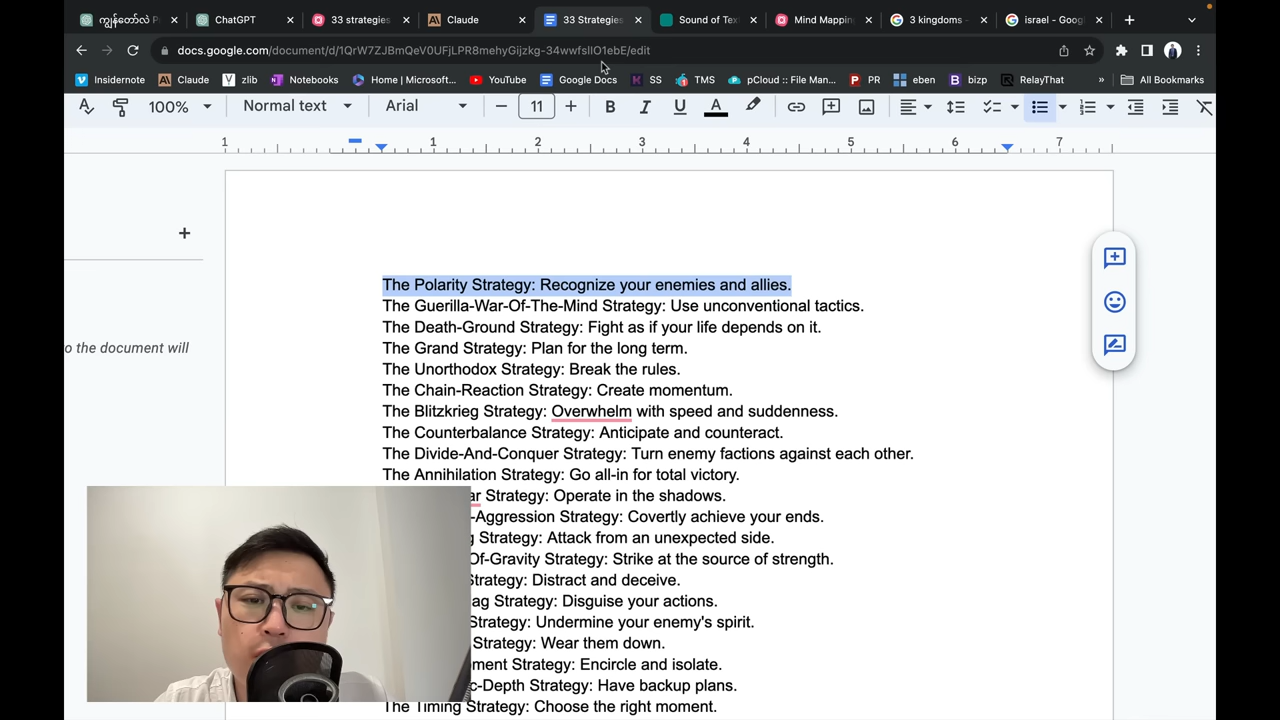 ကျွန်တော်လဲ
ChatGPT
33 strategies
Claude
33 Strategies
Sound of Tex
Mind Mappin
3 kingdoms -
israel - Goog
docs.google.com/document/d/1QrW7ZJBmQeV0UFjLPR8mehyGijzkg-34wwfsIlO1ebE/edit
Insidernote
Claude
zlib
Notebooks
Home | Microsoft...
YouTube
Google Docs
SS
TMS
pCloud :: File Man...
PR
eben
bizp
RelayThat
»
All Bookmarks
100%
Normal text
Arial
11
B
I
U
A
1
1
2
3
4
5
6
7
o the document will
The Polarity Strategy: Recognize your enemies and allies.
The Guerilla-War-Of-The-Mind Strategy: Use unconventional tactics.
The Death-Ground Strategy: Fight as if your life depends on it.
The Grand Strategy: Plan for the long term.
The Unorthodox Strategy: Break the rules.
The Chain-Reaction Strategy: Create momentum.
The Blitzkrieg Strategy: Overwhelm with speed and suddenness.
The Counterbalance Strategy: Anticipate and counteract.
The Divide-And-Conquer Strategy: Turn enemy factions against each other.
The Annihilation Strategy: Go all-in for total victory.
ar Strategy: Operate in the shadows.
-Aggression Strategy: Covertly achieve your ends.
g Strategy: Attack from an unexpected side.
Of-Gravity Strategy: Strike at the source of strength.
Strategy: Distract and deceive.
ag Strategy: Disguise your actions.
Strategy: Undermine your enemy's spirit.
Strategy: Wear them down.
ment Strategy: Encircle and isolate.
c-Depth Strategy: Have backup plans.
The Timing Strategy: Choose the right moment.